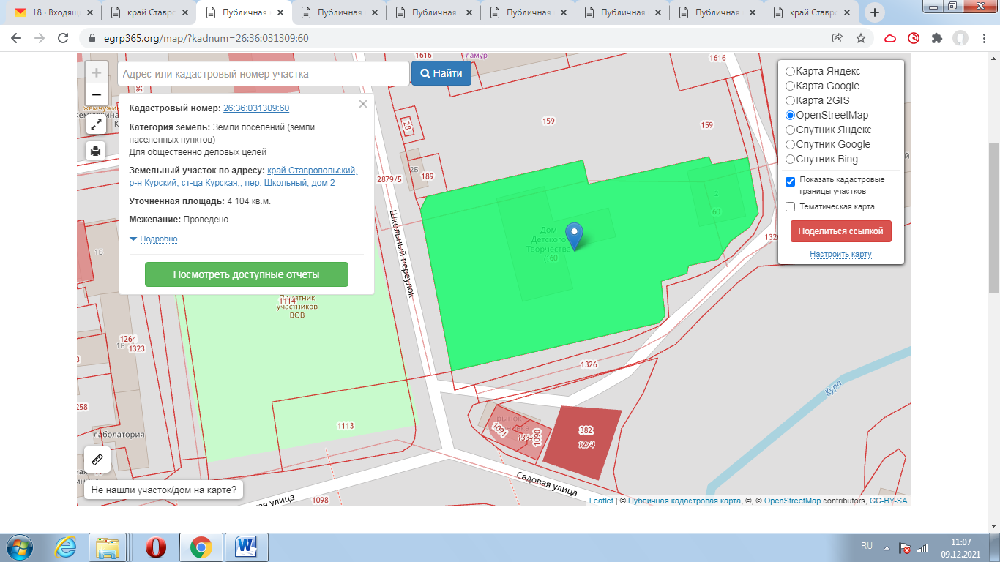 18 · Входящ
край Ставро
Публичная
Публичная
Публичная
Публичная
Публичная
Публичная
край Ставро
egrp365.org/map/?kadnum=26:36:031309:60
Адрес или кадастровый номер участка
Найти
Кадастровый номер: 26:36:031309:60
Категория земель: Земли поселений (земли
населенных пунктов)
Для общественно деловых целей
Земельный участок по адресу: край Ставропольский,
р-н Курский, ст-ца Курская,, пер. Школьный, дом 2
Уточненная площадь: 4 104 кв.м.
Межевание: Проведено
Подробно
Посмотреть доступные отчеты
Карта Яндекс
Карта Google
Карта 2GIS
OpenStreetMap
Спутник Яндекс
Спутник Google
Спутник Bing
Показать кадастровые
границы участков
Тематическая карта
Поделиться ссылкой
Настроить карту
1616
Гламур
1616
159
159
28
2Б
189
2879/5
Школьный переулок
Дом
Детского
Творчества
60
2
60
1326
1Б
1114
участников
ВОВ
1264
1Б
1323
258
1326
Кура
1113
рынок
1091
1090
382
1274
лаболатория
Садовая улица
1098
кая улица
Не нашли участок/дом на карте?
Leaflet | © Публичная кадастровая карта, ©, © OpenStreetMap contributors, CC-BY-SA
RU
11:07
09.12.2021